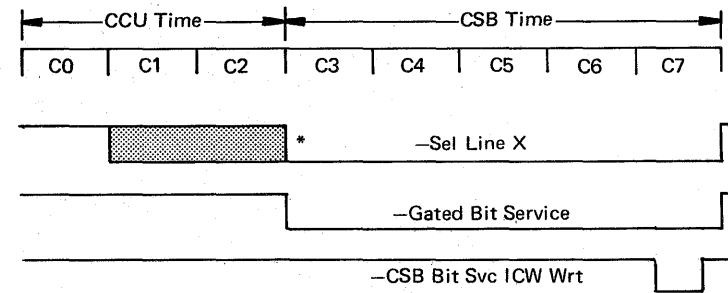 CCU Time CSB Time
C0 C1 C2 C3 C4 C5 C6 C7
* —Sel Line X
—Gated Bit Service
—CSB Bit Svc ICW Wrt